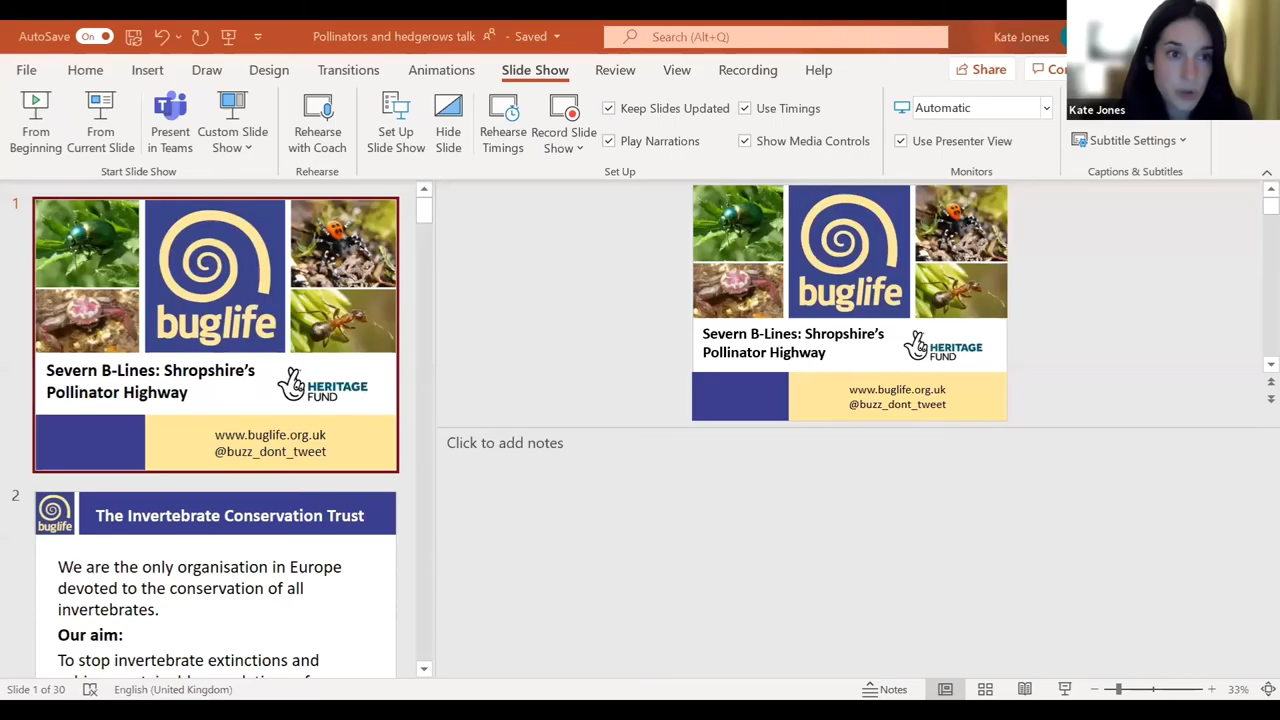 AutoSave On
Pollinators and hedgerows talk - Saved
Search (Alt+Q)
Kate Jones
File Home Insert Draw Design Transitions Animations Slide Show Review View Recording Help
Share
Kate Jones
From Beginning
From Current Slide
Present in Teams
Custom Slide Show
Rehearse with Coach
Set Up Slide Show
Hide Slide
Rehearse Timings
Record Slide Show
Keep Slides Updated
Play Narrations
Use Timings
Show Media Controls
Automatic
Use Presenter View
Subtitle Settings
Start Slide Show
Rehearse
Set Up
Monitors
Captions & Subtitles
1
buglife
Severn B-Lines: Shropshire's
Pollinator Highway
HERITAGE
FUND
www.buglife.org.uk
@buzz_dont_tweet
2
buglife
The Invertebrate Conservation Trust
We are the only organisation in Europe
devoted to the conservation of all
invertebrates.
Our aim:
To stop invertebrate extinctions and
buglife
Severn B-Lines: Shropshire's
Pollinator Highway
HERITAGE
FUND
www.buglife.org.uk
@buzz_dont_tweet
Click to add notes
Slide 1 of 30
English (United Kingdom)
Notes
33%